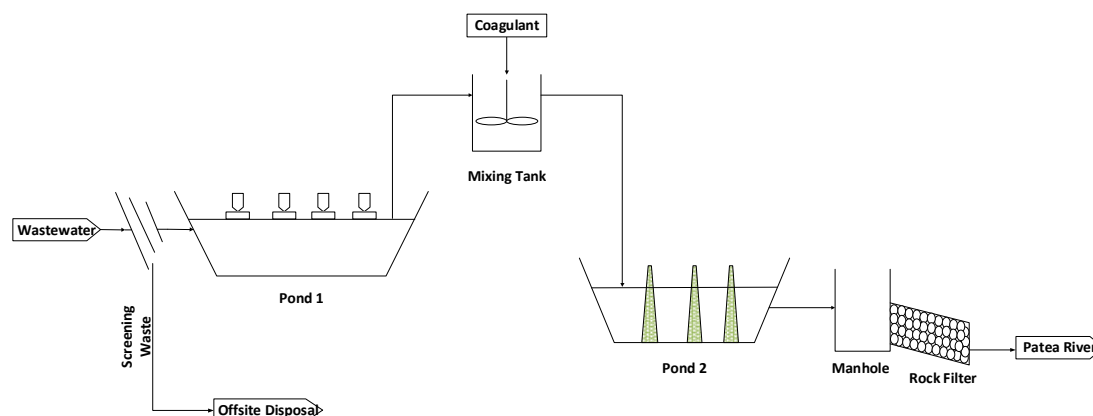 Coagulant
Mixing Tank
Wastewater
Pond 1
Screening
Waste
Offsite Disposal
Pond 2
Manhole
Rock Filter
Patea River